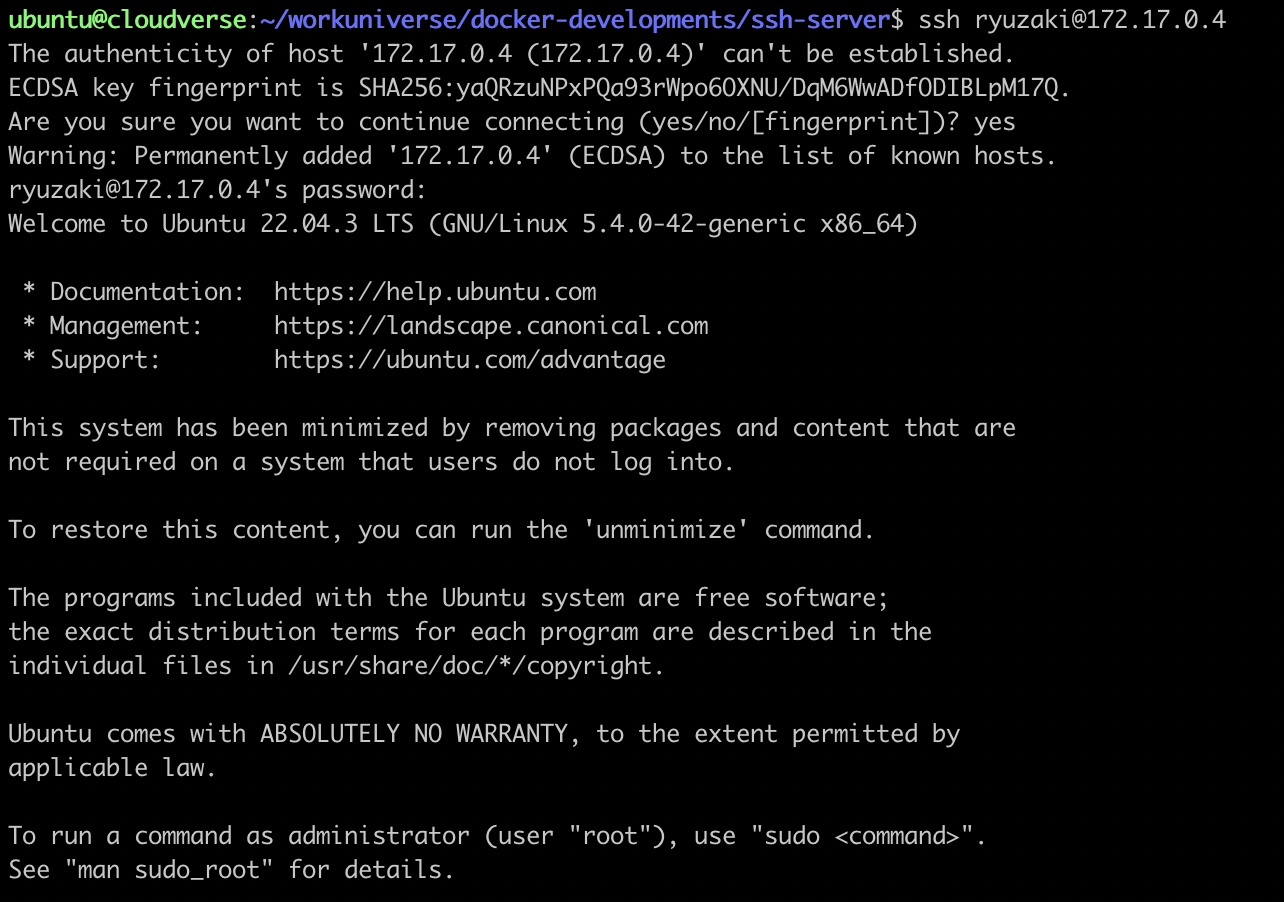 ubuntu@cloudverse:~/workuniverse/docker-developments/ssh-server$ ssh ryuzaki@172.17.0.4
The authenticity of host '172.17.0.4 (172.17.0.4)' can't be established.
ECDSA key fingerprint is SHA256:yaQRzuNPxPQa93rWpo6OXNU/DqM6WwADfODIBLpM17Q.
Are you sure you want to continue connecting (yes/no/[fingerprint])? yes
Warning: Permanently added '172.17.0.4' (ECDSA) to the list of known hosts.
ryuzaki@172.17.0.4's password:
Welcome to Ubuntu 22.04.3 LTS (GNU/Linux 5.4.0-42-generic x86_64)
 * Documentation:  https://help.ubuntu.com
 * Management:     https://landscape.canonical.com
 * Support:        https://ubuntu.com/advantage
This system has been minimized by removing packages and content that are
not required on a system that users do not log into.
To restore this content, you can run the 'unminimize' command.
The programs included with the Ubuntu system are free software;
the exact distribution terms for each program are described in the
individual files in /usr/share/doc/*/copyright.
Ubuntu comes with ABSOLUTELY NO WARRANTY, to the extent permitted by
applicable law.
To run a command as administrator (user "root"), use "sudo <command>".
See "man sudo_root" for details.